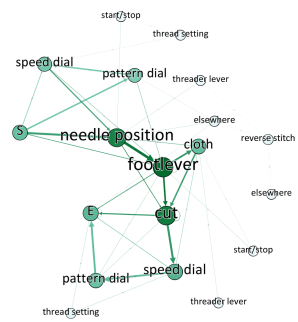 start/stop
thread setting
speed dial
pattern dial
threader lever
elsewhere
S
needle position
cloth
reverse stitch
footlever
elsewhere
E
cut
start/stop
speed dial
pattern dial
threader lever
thread setting